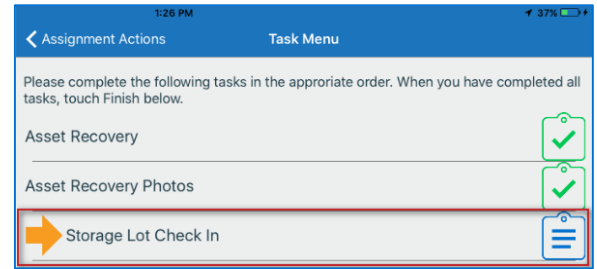 1:26 PM 37%
Assignment Actions Task Menu
Please complete the following tasks in the approriate order. When you have completed all
tasks, touch Finish below.
Asset Recovery
Asset Recovery Photos
Storage Lot Check In